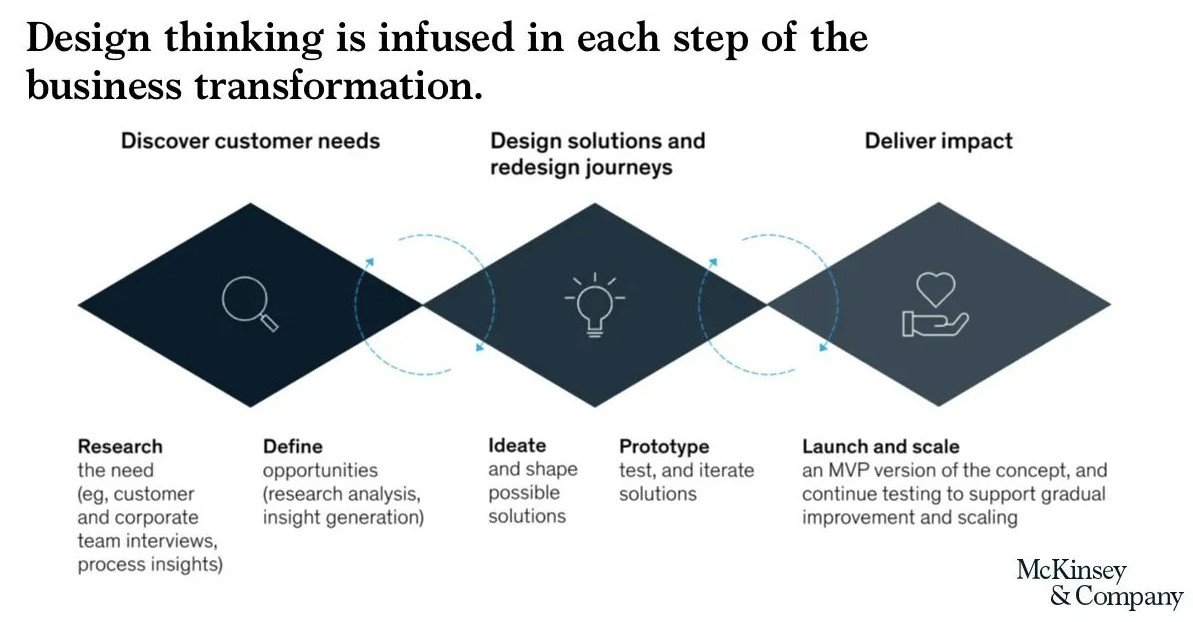 Design thinking is infused in each step of the
business transformation.
Discover customer needs
Design solutions and
redesign journeys
Deliver impact
Research
the need
(eg, customer
and corporate
team interviews,
process insights)
Define
opportunities
(research analysis,
insight generation)
Ideate
and shape
possible
solutions
Prototype
test, and iterate
solutions
Launch and scale
an MVP version of the concept, and
continue testing to support gradual
improvement and scaling
McKinsey
& Company